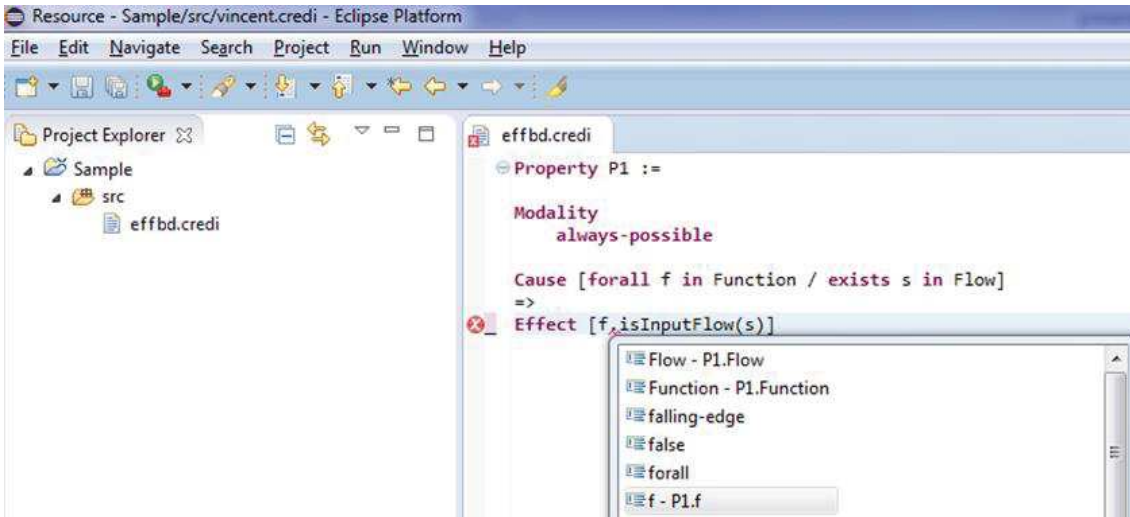 Resource - Sample/src/vincent.credi - Eclipse Platform
File Edit Navigate Search Project Run Window Help
Project Explorer
Sample
src
effbd.credi
effbd.credi
Property P1 :=
Modality
always-possible
Cause [forall f in Function / exists s in Flow]
=>
Effect [f.isInputFlow(s)]
Flow - P1.Flow
Function - P1.Function
falling-edge
false
forall
f - P1.f